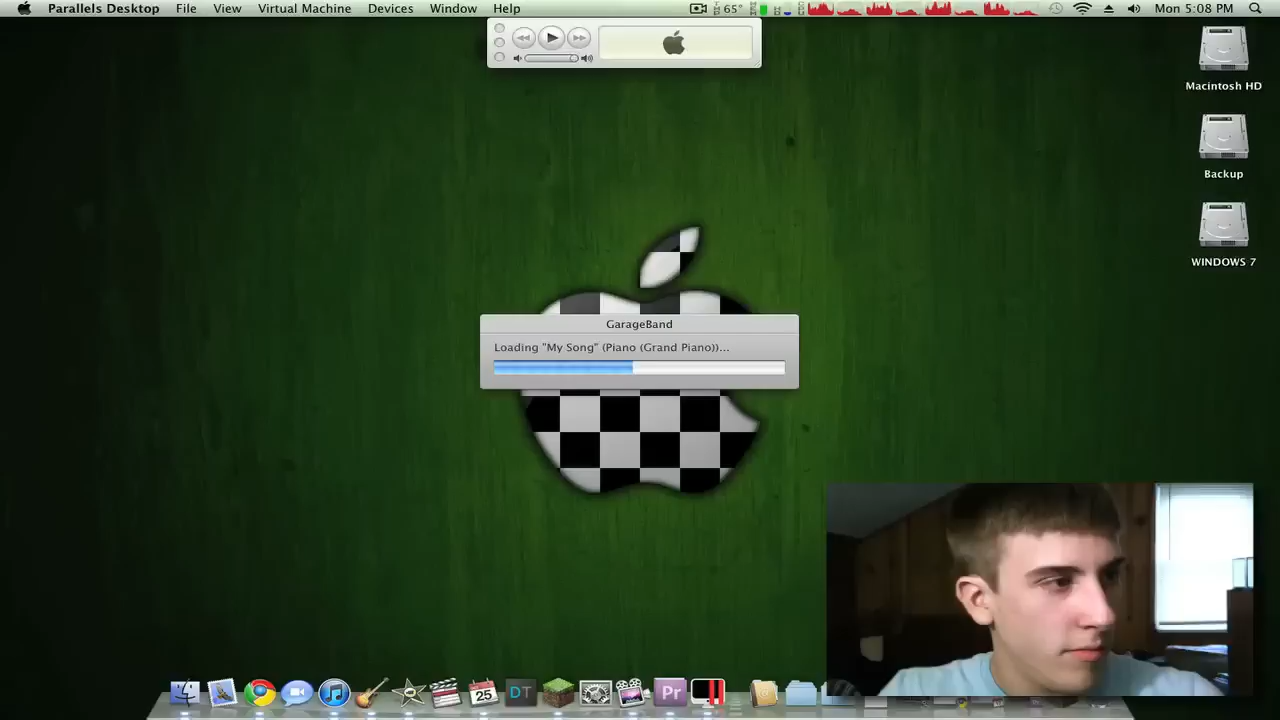 Parallels Desktop File View Virtual Machine Devices Window Help 65° Mon 5:08 PM
Macintosh HD
Backup
WINDOWS 7
GarageBand
Loading "My Song" (Piano (Grand Piano))...
25 DT Pr